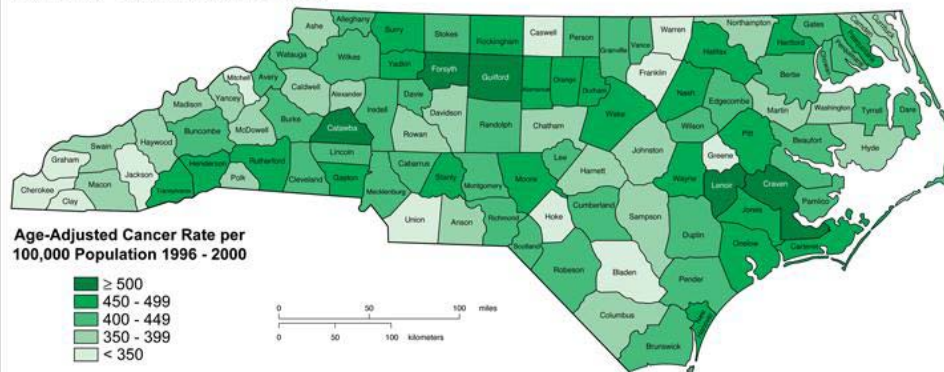 Ashe
Alleghany
Surry
Stokes
Rockingham
Caswell
Person
Granville
Vance
Warren
Northampton
Gates
Camden
Currituck
Halifax
Hertford
Watauga
Wilkes
Yadkin
Forsyth
Guilford
Alamance
Orange
Durham
Franklin
Bertie
Mitchell
Avery
Caldwell
Alexander
Iredell
Davie
Nash
Edgecombe
Madison
Yancey
Davidson
Wake
Martin
Washington
Tyrrell
Dare
Burke
Catawba
Rowan
Randolph
Chatham
Wilson
Pitt
Beaufort
Hyde
Buncombe
McDowell
Haywood
Swain
Lincoln
Johnston
Greene
Graham
Henderson
Rutherford
Cabarrus
Lee
Harnett
Wayne
Lenoir
Craven
Cherokee
Macon
Jackson
Transylvania
Polk
Cleveland
Gaston
Mecklenburg
Stanly
Montgomery
Moore
Clay
Pamlico
Jones
Union
Anson
Richmond
Hoke
Cumberland
Sampson
Duplin
Onslow
Carteret
Scotland
Robeson
Bladen
Pender
Columbus
Brunswick
Age-Adjusted Cancer Rate per
100,000 Population 1996 - 2000
≥ 500
450 - 499
400 - 449
350 - 399
< 350
0 50 100 miles
0 50 100 kilometers